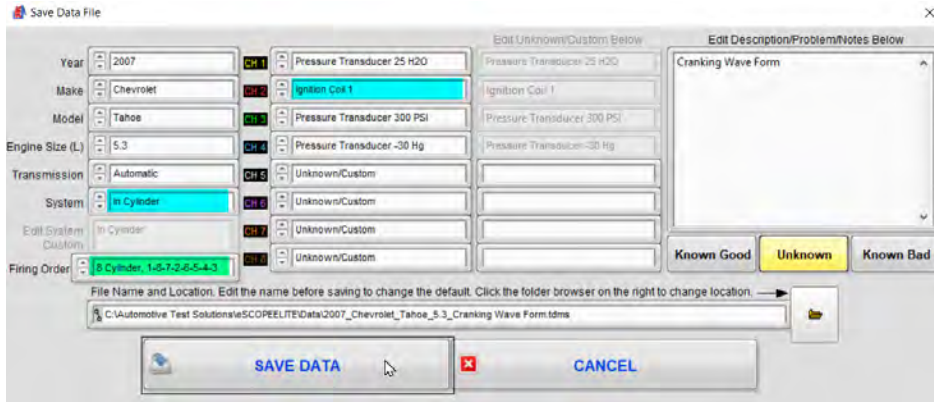 Save Data File
Edit Unknown/Custom Below
Edit Description/Problem/Notes Below
Year 2007 CH 1 Pressure Transducer 25 H2O Pressure Transducer 25 H2O Cranking Wave Form
Make Chevrolet CH 2 Ignition Coil 1 Ignition Coil 1
Model Tahoe CH 3 Pressure Transducer 300 PSI Pressure Transducer 300 PSI
Engine Size (L) 5.3 CH 4 Pressure Transducer -30 Hg Pressure Transducer -30 Hg
Transmission Automatic CH 5 Unknown/Custom
System In Cylinder CH 6 Unknown/Custom
Edit System Custom In Cylinder CH 7 Unknown/Custom
Firing Order 8 Cylinder, 1-8-7-2-6-5-4-3 CH 8 Unknown/Custom
Known Good Unknown Known Bad
File Name and Location. Edit the name before saving to change the default. Click the folder browser on the right to change location.
C:\Automotive Test Solutions\eSCOPEELITE\Data\2007_Chevrolet_Tahoe_5.3_Cranking Wave Form.tdms
SAVE DATA CANCEL